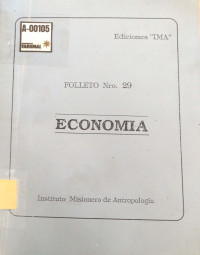 A-00105
Ediciones "IMA"
FOLLETO Nro. 29
ECONOMIA
Instituto Misionero de Antropología